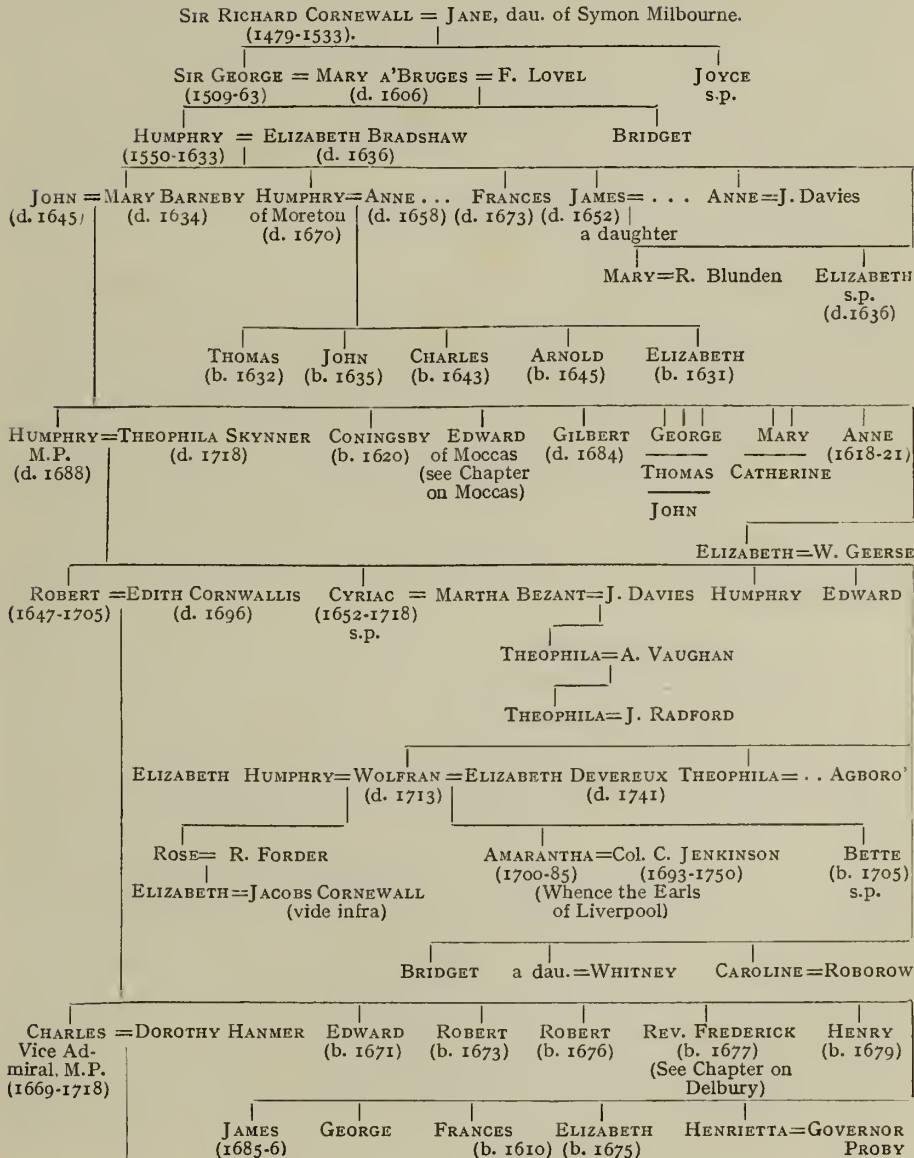 SIR RICHARD CORNEWALL = JANE, dau. of Symon Milbourne.
(1479-1533).
SIR GEORGE = MARY A'BRUGES = F. LOVEL JOYCE
(1509-63) (d. 1606) s.p.
HUMPHRY = ELIZABETH BRADSHAW BRIDGET
(1550-1633) (d. 1636)
JOHN = MARY BARNEBY HUMPHRY = ANNE ... FRANCES JAMES = ... ANNE = J. Davies
(d. 1645) (d. 1634) of Moreton (d. 1658) (d. 1673) (d. 1652)
(d. 1670) a daughter
MARY = R. Blunden ELIZABETH
s.p.
(d. 1636)
THOMAS JOHN CHARLES ARNOLD ELIZABETH
(b. 1632) (b. 1635) (b. 1643) (b. 1645) (b. 1631)
HUMPHRY = THEOPHILA SKYNNER CONINGSBY EDWARD GILBERT GEORGE MARY ANNE
M.P. (d. 1718) (b. 1620) of Moccas (d. 1684) THOMAS CATHERINE (1618-21)
(d. 1688) (see Chapter JOHN
on Moccas)
ELIZABETH = W. GEERSE
ROBERT = EDITH CORNWALLIS CYRIAC = MARTHA BEZANT = J. DAVIES HUMPHRY EDWARD
(1647-1705) (d. 1696) (1652-1718)
s.p.
THEOPHILA = A. VAUGHAN
THEOPHILA = J. RADFORD
ELIZABETH HUMPHRY = WOLFRAN = ELIZABETH DEVEREUX THEOPHILA = .. AGBORO'
(d. 1713) (d. 1741)
ROSE = R. FORDER AMARANTHA = COL. C. JENKINSON BETTE
(1700-85) (1693-1750) (b. 1705)
ELIZABETH = JACOBS CORNEWALL (Whence the Earls s.p.
(vide infra) of Liverpool)
BRIDGET a dau. = WHITNEY CAROLINE = ROBOROW
CHARLES = DOROTHY HANMER EDWARD ROBERT ROBERT REV. FREDERICK HENRY
Vice Ad- (b. 1671) (b. 1673) (b. 1676) (b. 1677) (b. 1679)
miral, M.P. (See Chapter on
(1669-1718) Delbury)
JAMES GEORGE FRANCES ELIZABETH HENRIETTA = GOVERNOR
(1685-6) (b. 1610) (b. 1675) PROBY